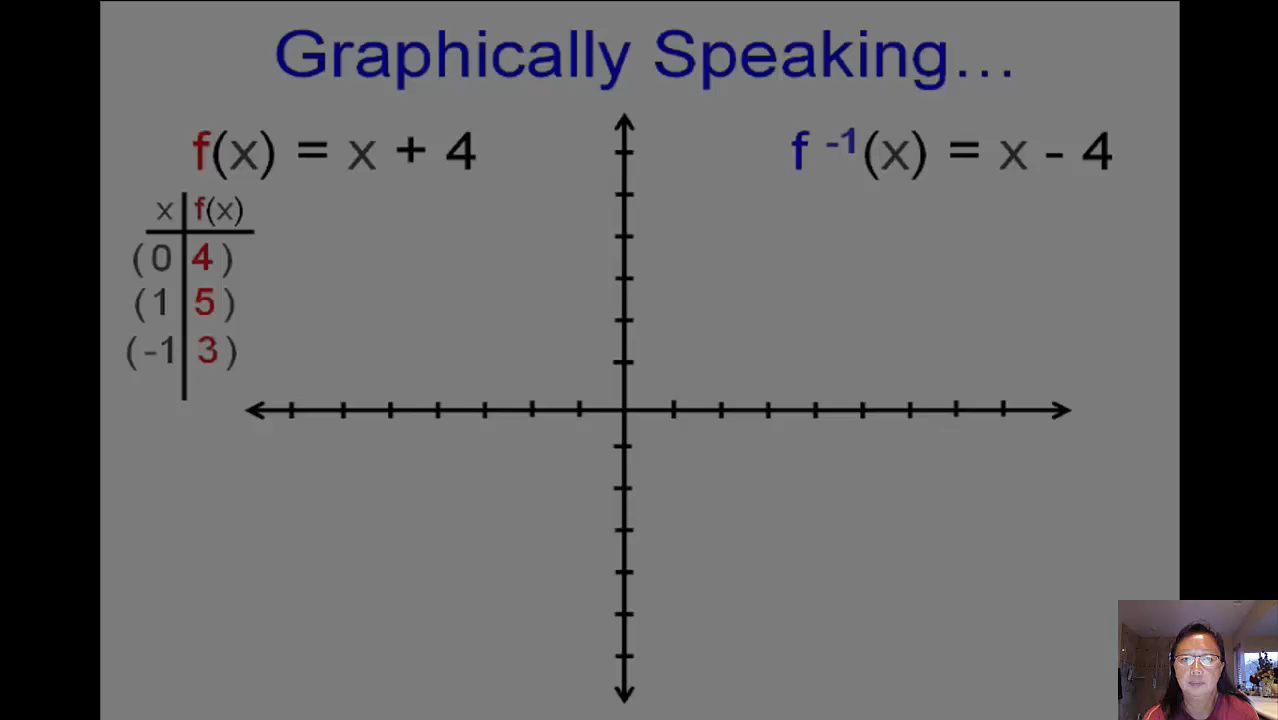 Graphically Speaking…
f(x) = x + 4
f⁻¹(x) = x - 4
x f(x)
(0 4)
(1 5)
(-1 3)